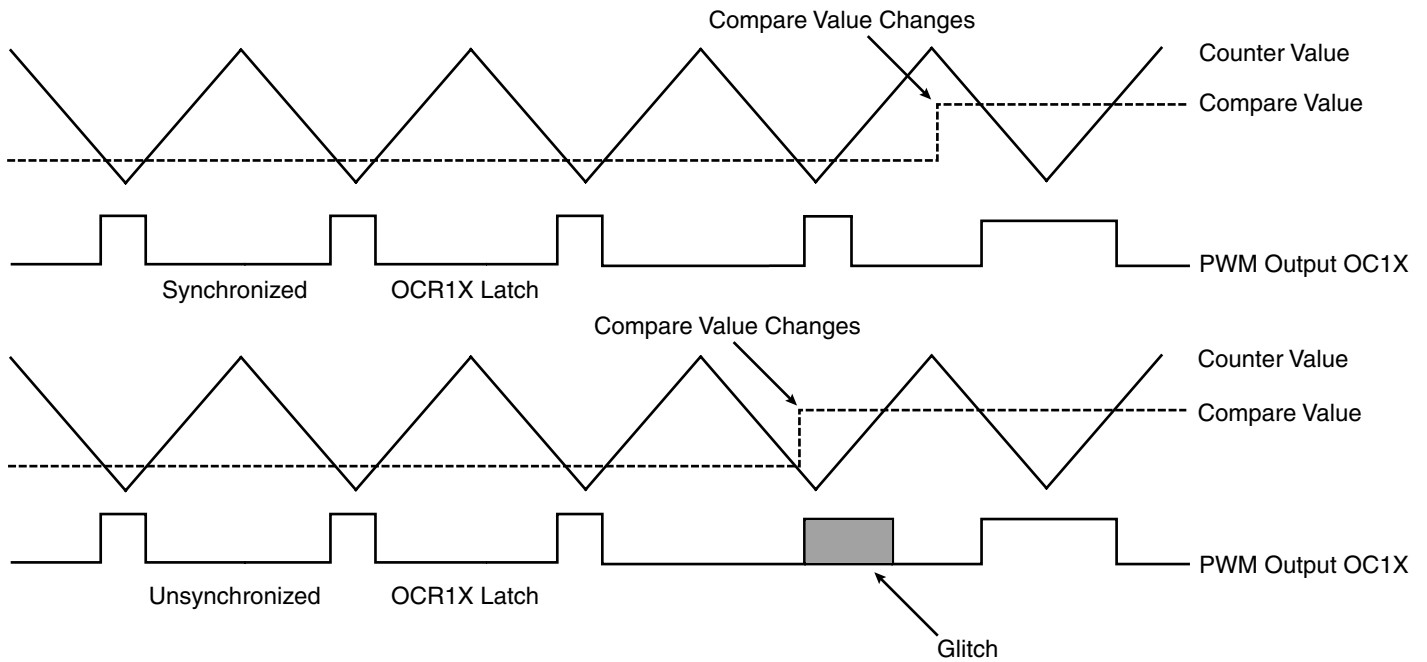 Compare Value Changes
Counter Value
Compare Value
PWM Output OC1X
Synchronized OCR1X Latch
Compare Value Changes
Counter Value
Compare Value
PWM Output OC1X
Unsynchronized OCR1X Latch
Glitch